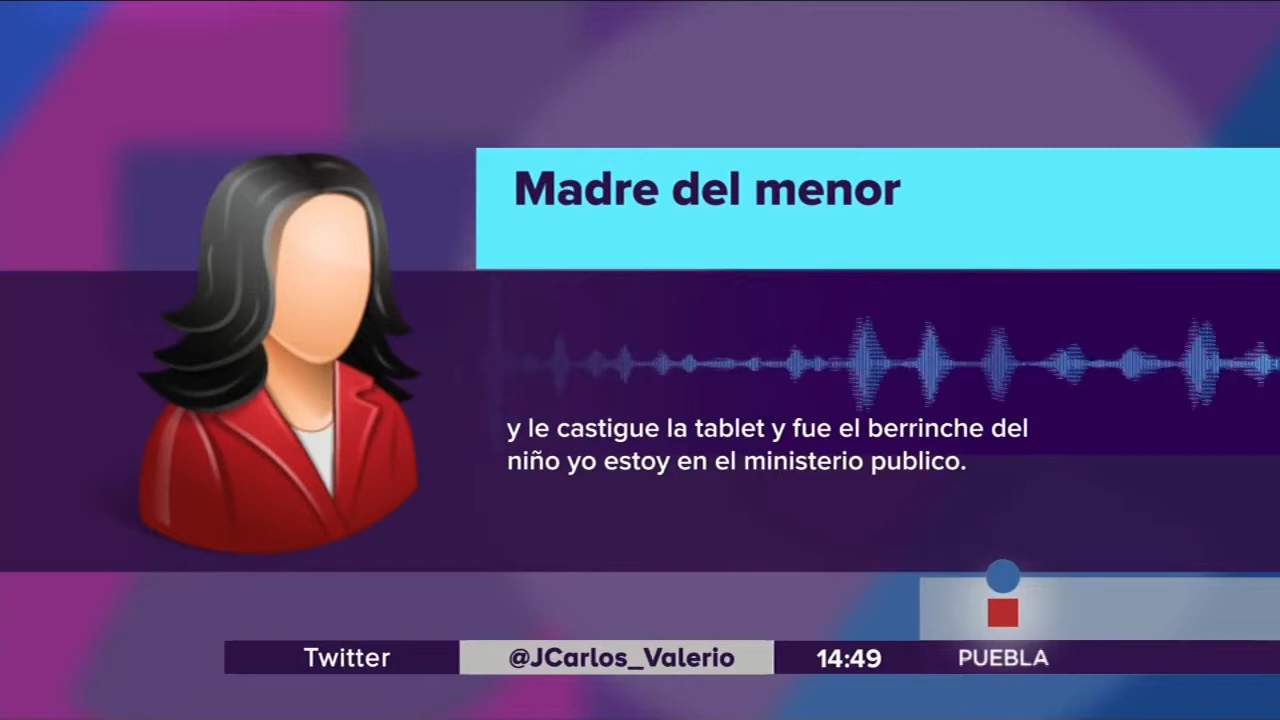 Madre del menor
y le castigue la tablet y fue el berrinche del
niño yo estoy en el ministerio publico.
Twitter @JCarlos_Valerio 14:49 PUEBLA